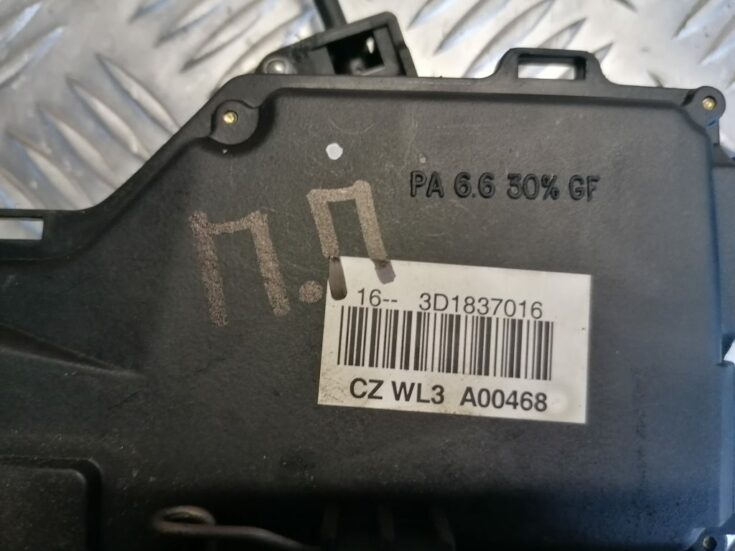 PA 6.6 30% GF
П.П
16-- 3D1837016
CZ WL3 A00468